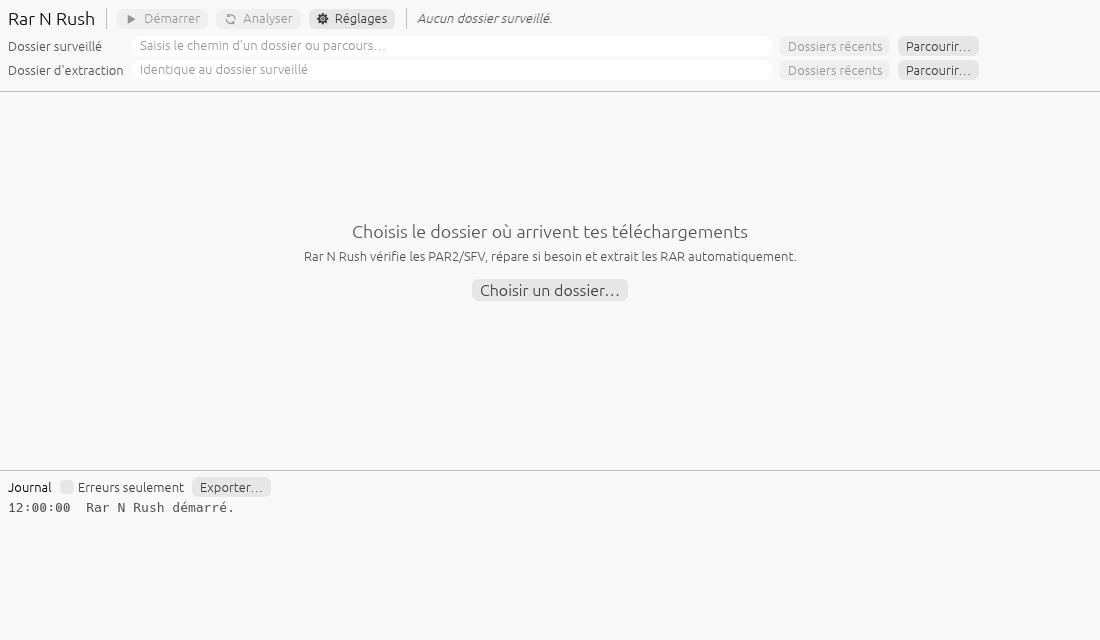 Rar N Rush Démarrer Analyser Réglages Aucun dossier surveillé.
Dossier surveillé Saisis le chemin d'un dossier ou parcours… Dossiers récents Parcourir…
Dossier d'extraction Identique au dossier surveillé Dossiers récents Parcourir…
Choisis le dossier où arrivent tes téléchargements
Rar N Rush vérifie les PAR2/SFV, répare si besoin et extrait les RAR automatiquement.
Choisir un dossier…
Journal Erreurs seulement Exporter…
12:00:00 Rar N Rush démarré.